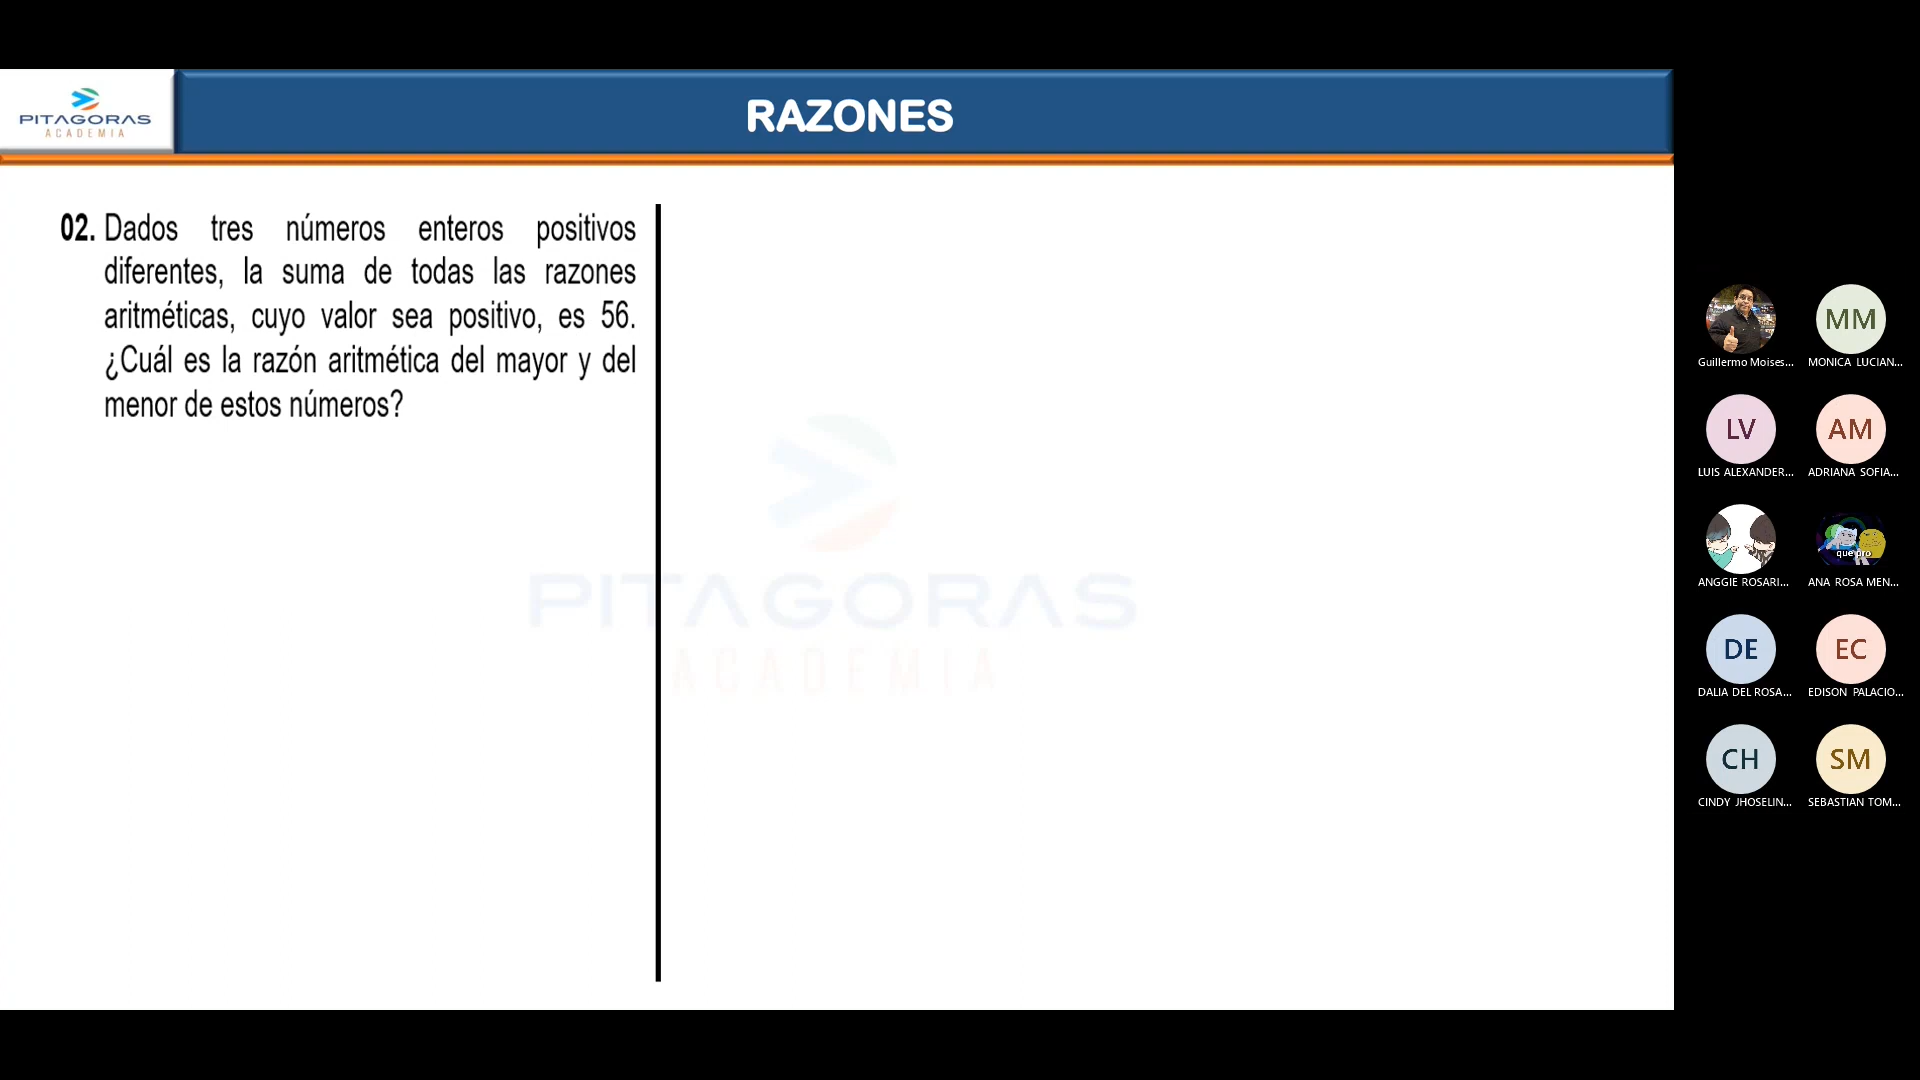 PITAGORAS
ACADEMIA
RAZONES
02. Dados tres números enteros positivos
diferentes, la suma de todas las razones
aritméticas, cuyo valor sea positivo, es 56.
¿Cuál es la razón aritmética del mayor y del
menor de estos números?
PITAGORAS
ACADEMIA
Guillermo Moises...
MM
MONICA LUCIAN...
LV
LUIS ALEXANDER...
AM
ADRIANA SOFIA...
ANGGIE ROSARI...
que pro
ANA ROSA MEN...
DE
DALIA DEL ROSA...
EC
EDISON PALACIO...
CH
CINDY JHOSELIN...
SM
SEBASTIAN TOM...